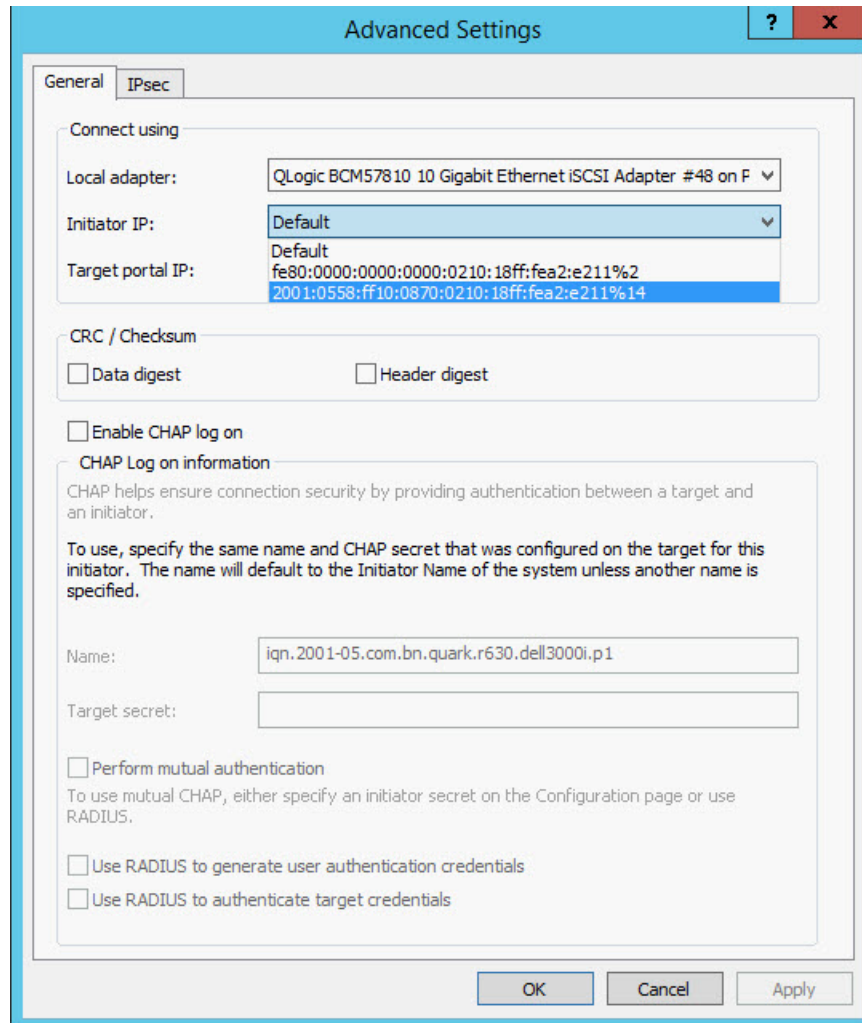 Advanced Settings
?
x
General
IPsec
Connect using
Local adapter:
QLogic BCM57810 10 Gigabit Ethernet iSCSI Adapter #48 on P
Initiator IP:
Default
Default
fe80:0000:0000:0000:0210:18ff:fea2:e211%2
Target portal IP:
2001:0558:ff10:0870:0210:18ff:fea2:e211%14
CRC / Checksum
Data digest
Header digest
Enable CHAP log on
CHAP Log on information
CHAP helps ensure connection security by providing authentication between a target and
an initiator.
To use, specify the same name and CHAP secret that was configured on the target for this
initiator. The name will default to the Initiator Name of the system unless another name is
specified.
Name:
iqn.2001-05.com.bn.quark.r630.dell3000i.p1
Target secret:
Perform mutual authentication
To use mutual CHAP, either specify an initiator secret on the Configuration page or use
RADIUS.
Use RADIUS to generate user authentication credentials
Use RADIUS to authenticate target credentials
OK
Cancel
Apply